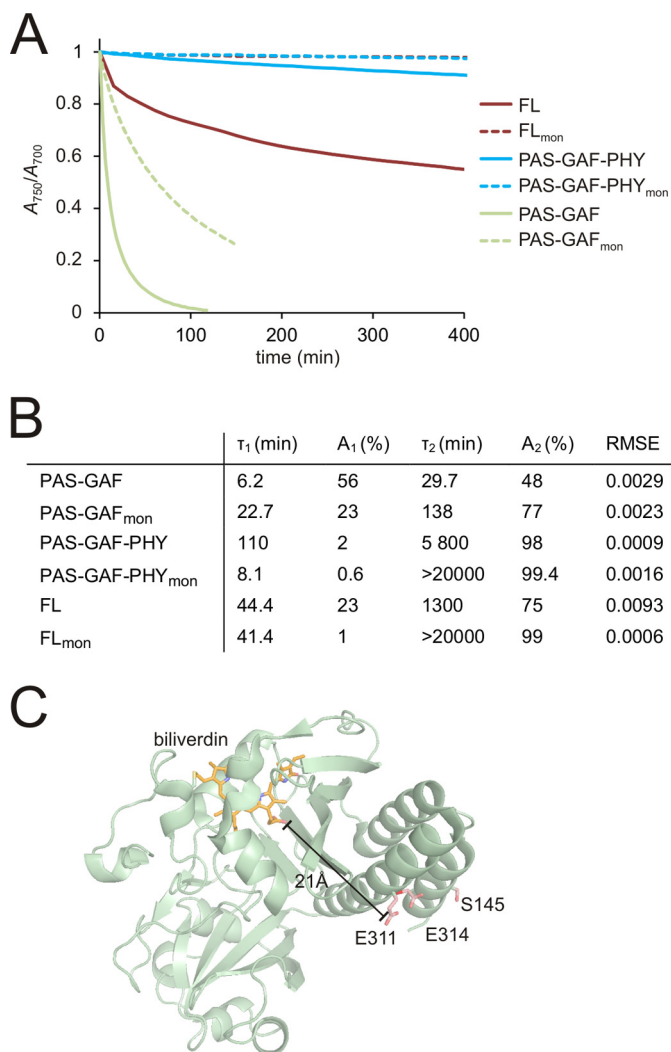 A
1
0.8
0.6
0.4
0.2
0
A750/A700
0 100 200 300 400
time (min)
FL
FLmon
PAS-GAF-PHY
PAS-GAF-PHYmon
PAS-GAF
PAS-GAFmon
B
τ1 (min) A1 (%) τ2 (min) A2 (%) RMSE
PAS-GAF 6.2 56 29.7 48 0.0029
PAS-GAFmon 22.7 23 138 77 0.0023
PAS-GAF-PHY 110 2 5 800 98 0.0009
PAS-GAF-PHYmon 8.1 0.6 >20000 99.4 0.0016
FL 44.4 23 1300 75 0.0093
FLmon 41.4 1 >20000 99 0.0006
C
biliverdin
21Å
S145
E311 E314